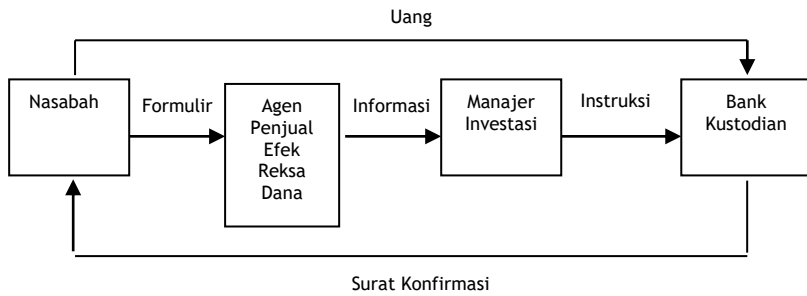 Uang
Nasabah
Formulir
Agen
Penjual
Efek
Reksa
Dana
Informasi
Manajer
Investasi
Instruksi
Bank
Kustodian
Surat Konfirmasi